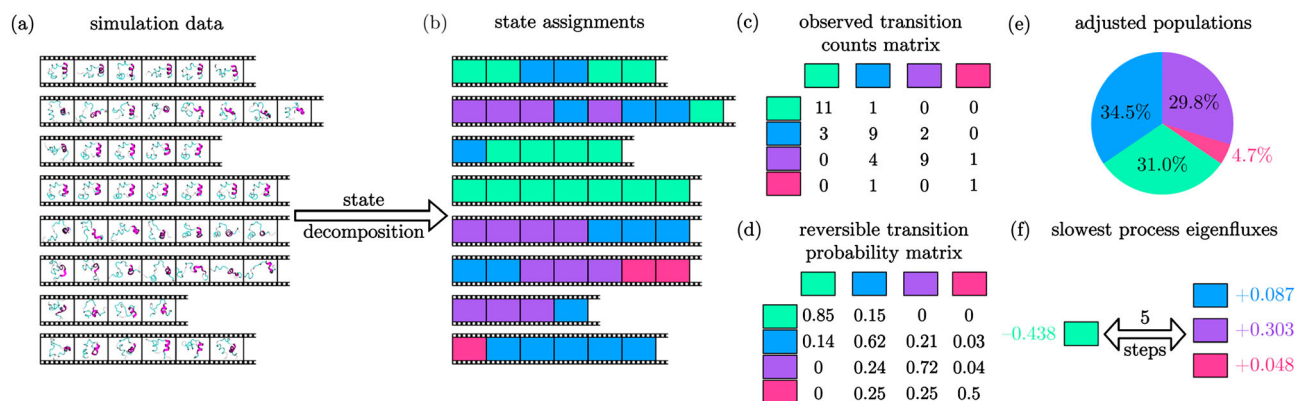 (a) simulation data
(b) state assignments
state
decomposition
(c) observed transition
counts matrix
11 1 0 0
3 9 2 0
0 4 9 1
0 1 0 1
(d) reversible transition
probability matrix
0.85 0.15 0 0
0.14 0.62 0.21 0.03
0 0.24 0.72 0.04
0 0.25 0.25 0.5
(e) adjusted populations
34.5% 29.8%
31.0% 4.7%
(f) slowest process eigenfluxes
−0.438
5
steps
+0.087
+0.303
+0.048